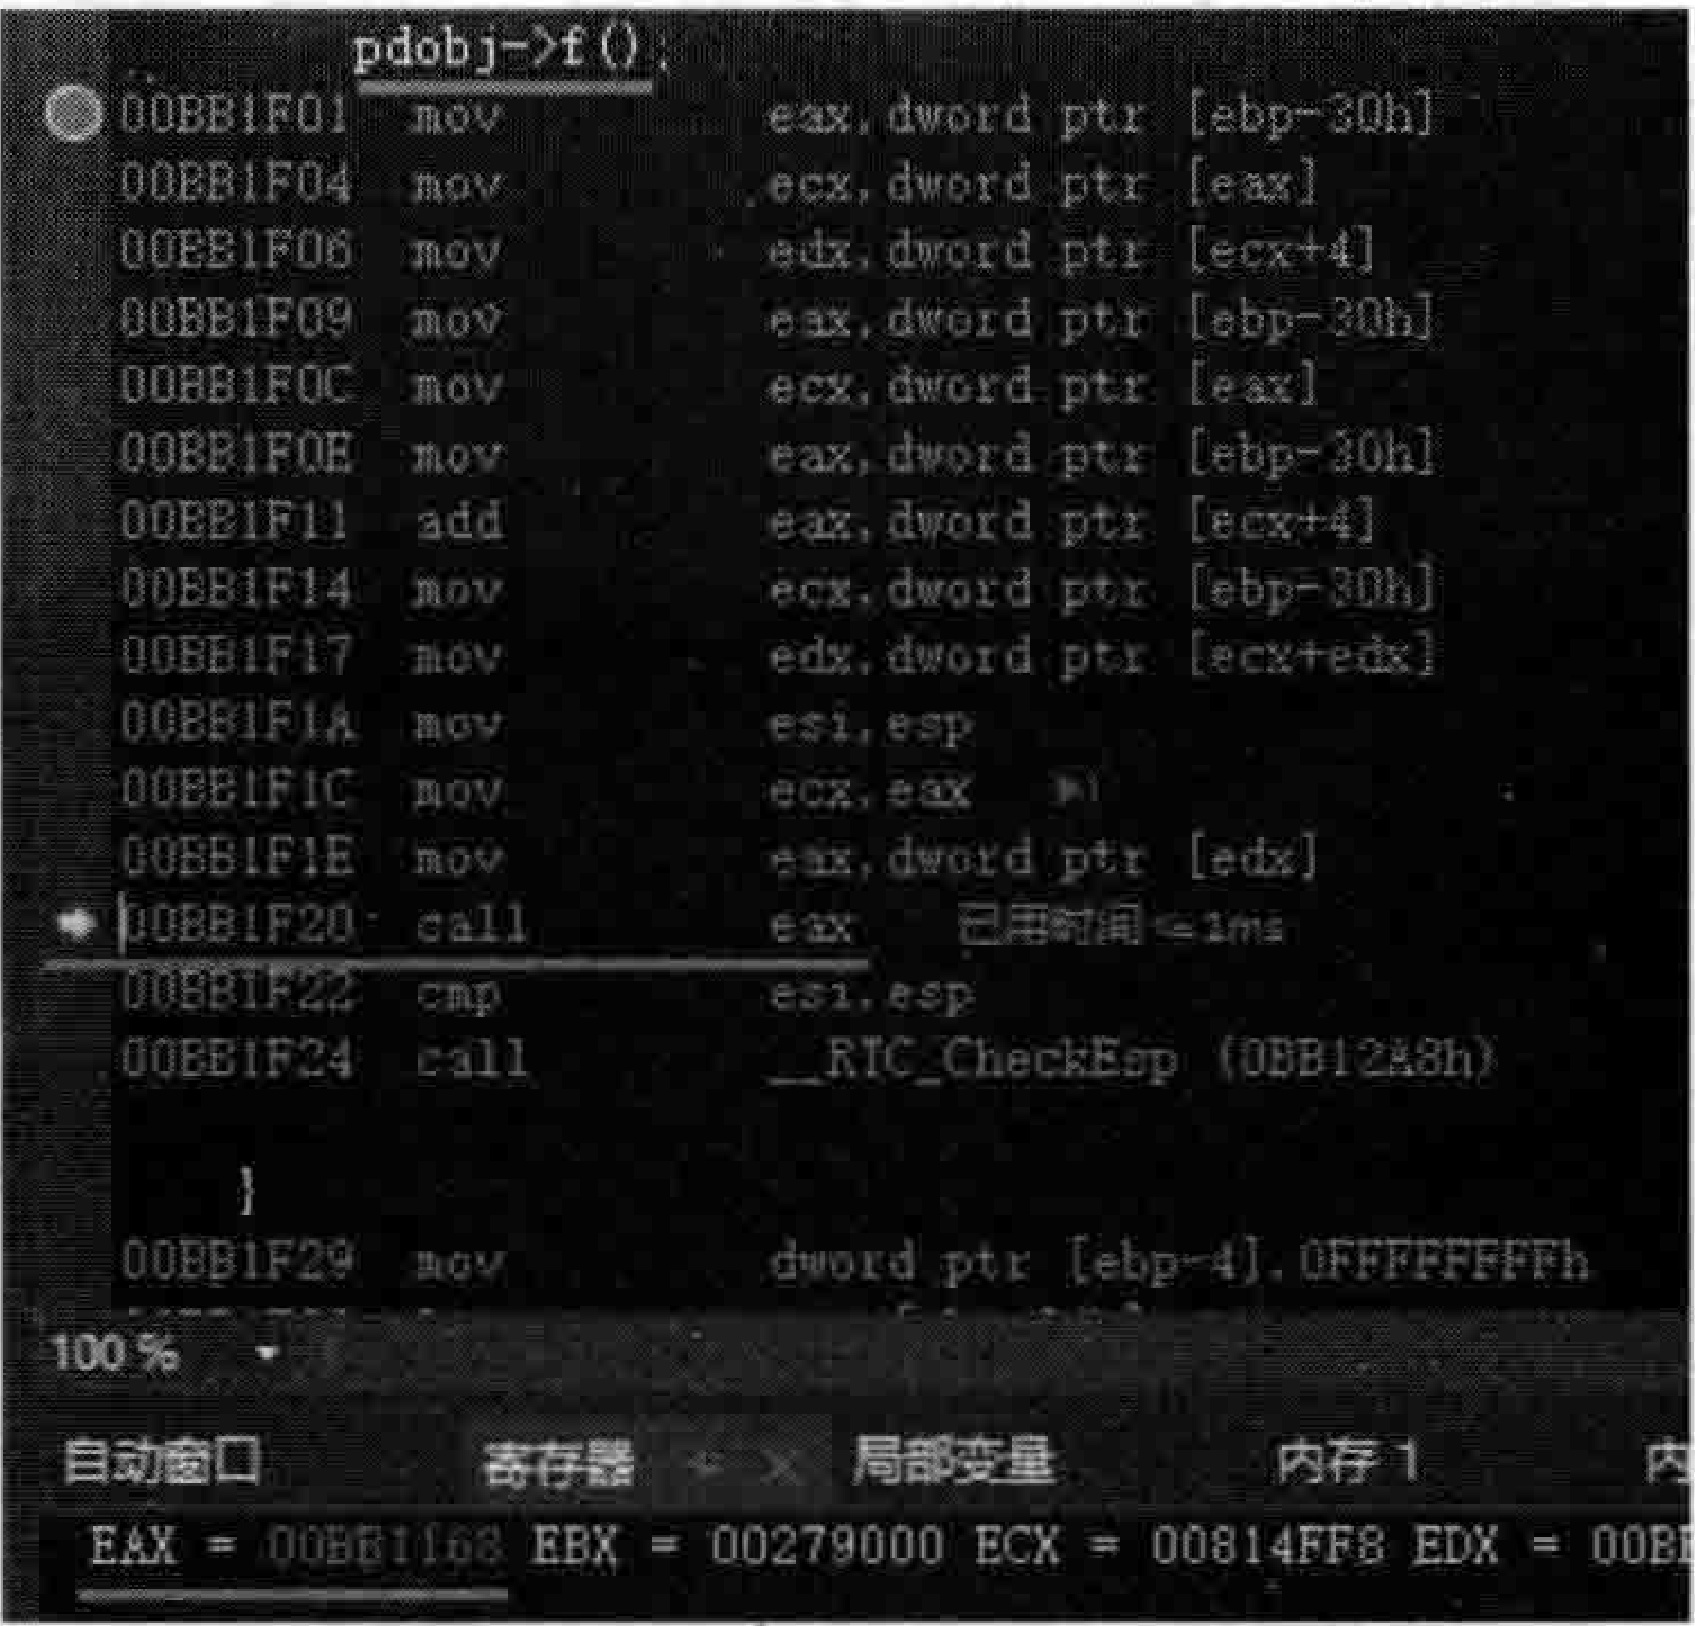 pdobj->f();
00BB1F01 mov eax,dword ptr [ebp-30h]
00BB1F04 mov ecx,dword ptr [eax]
00BB1F06 mov edx,dword ptr [ecx+4]
00BB1F09 mov eax,dword ptr [ebp-30h]
00BB1F0C mov ecx,dword ptr [eax]
00BB1F0E mov eax,dword ptr [ebp-30h]
00BB1F11 add eax,dword ptr [ecx+4]
00BB1F14 mov ecx,dword ptr [ebp-30h]
00BB1F17 mov edx,dword ptr [ecx+edx]
00BB1F1A mov esi,esp
00BB1F1C mov ecx,eax
00BB1F1E mov eax,dword ptr [edx]
00BB1F20 call eax 已用时间<=1ms
00BB1F22 cmp esi,esp
00BB1F24 call __RTC_CheckEsp (0BB12A8h)
}
00BB1F29 mov dword ptr [ebp-4],0FFFFFFFFh
100 %
自动窗口 寄存器 局部变量 内存 1 内
EAX = 00BB1168 EBX = 00279000 ECX = 00814FF8 EDX = 00BB